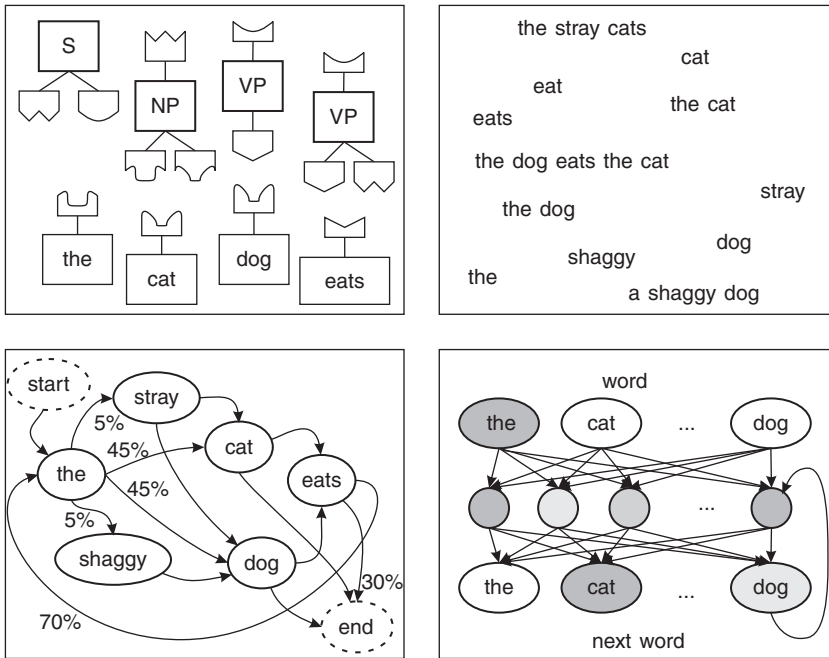 S
NP
VP
VP
the
cat
dog
eats
the stray cats
cat
eat
the cat
eats
the dog eats the cat
stray
the dog
dog
shaggy
the
a shaggy dog
start
stray
5%
45%
cat
the
45%
eats
5%
shaggy
dog
30%
70%
end
word
the
cat
...
dog
...
the
cat
...
dog
next word